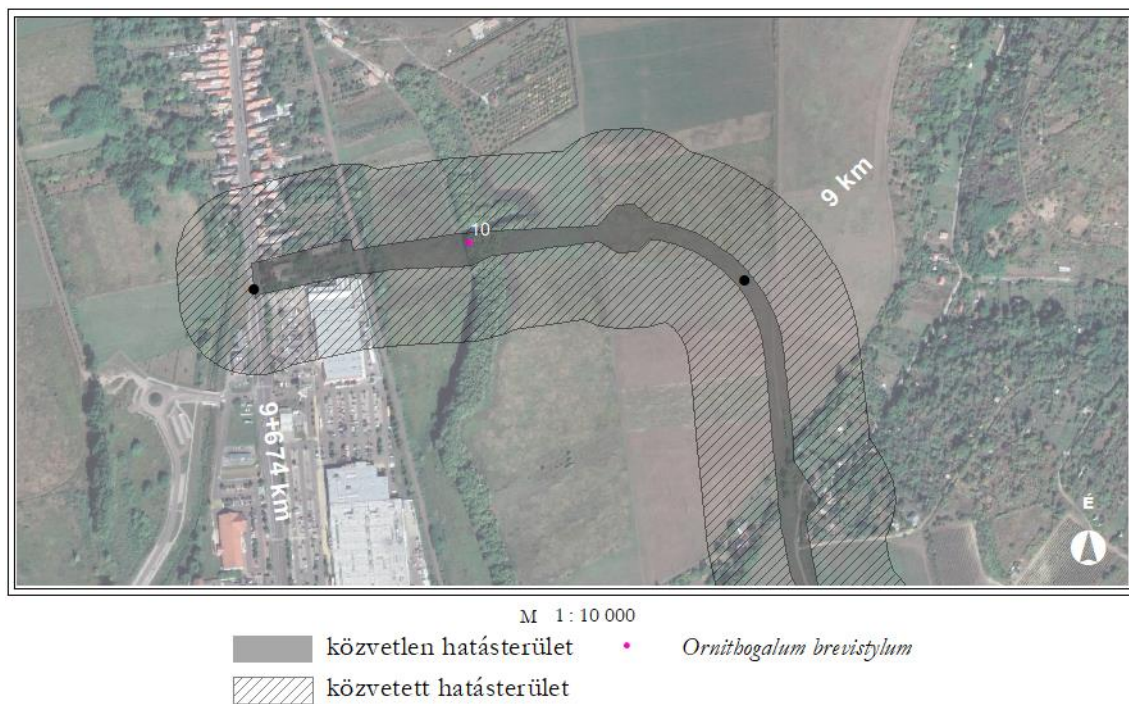 9 km
10
9+674 km
É
M 1 : 10 000
közvetlen hatásterület
Ornithogalum brevistylum
közvetett hatásterület